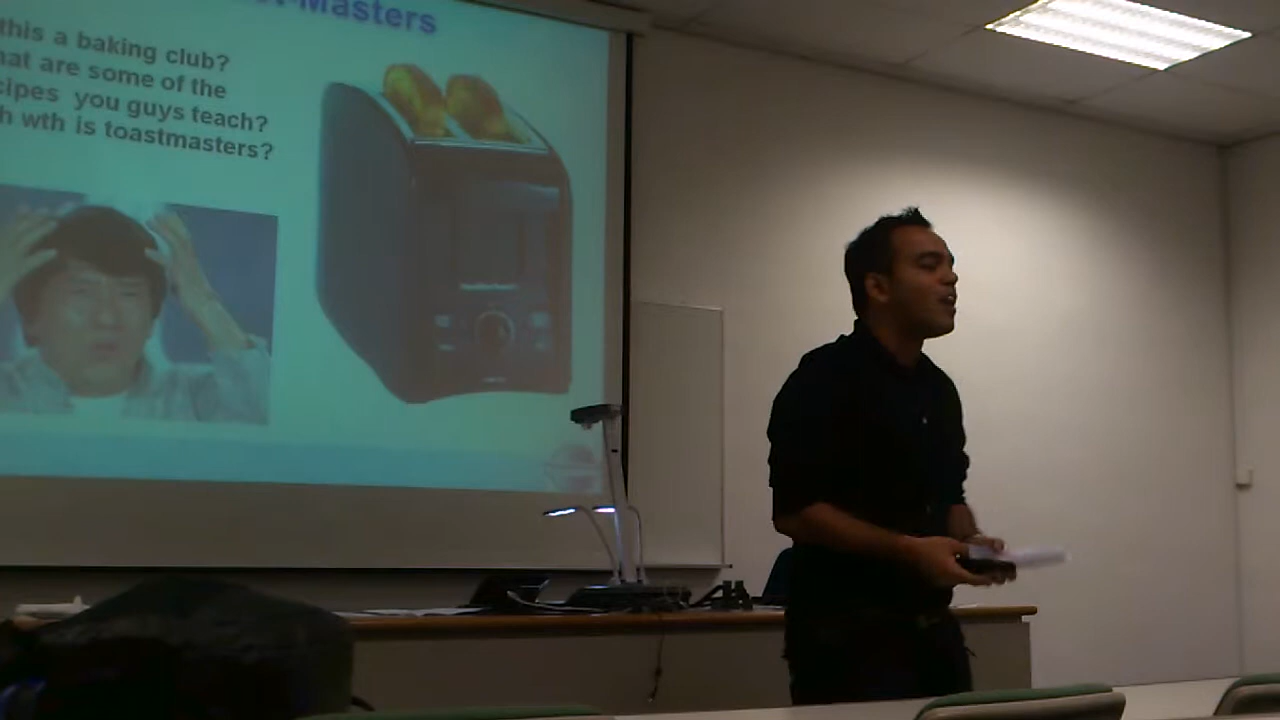 Masters
this a baking club?
hat are some of the
cipes you guys teach?
h wth is toastmasters?